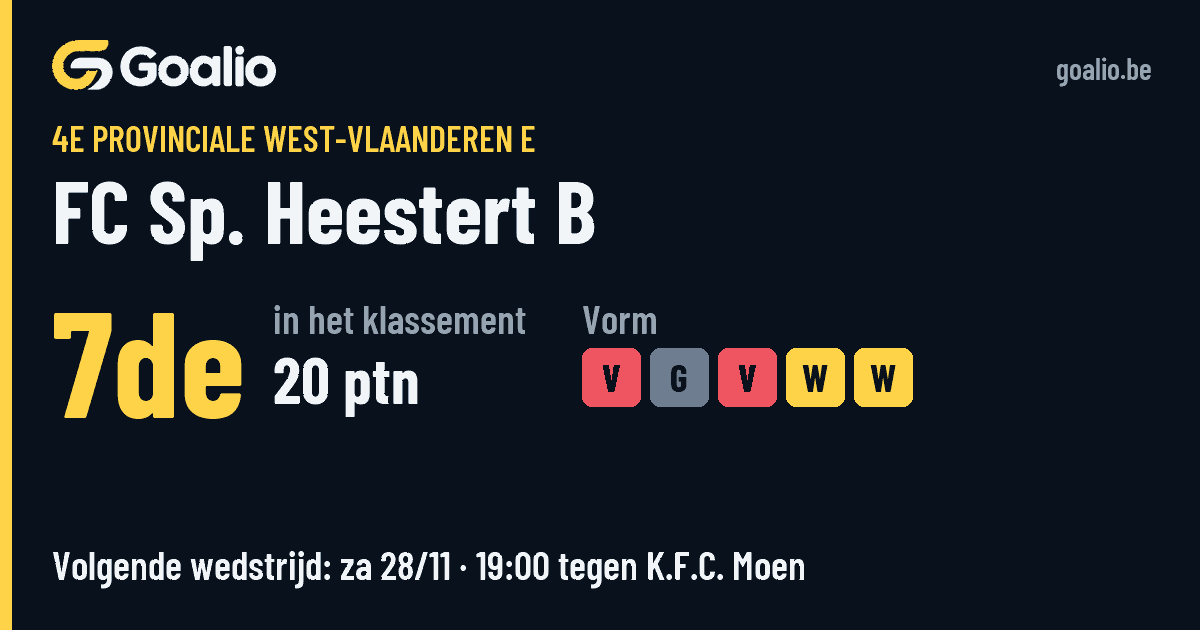 Goalio
goalio.be
4E PROVINCIALE WEST-VLAANDEREN E
FC Sp. Heestert B
7de
in het klassement
20 ptn
Vorm
V G V W W
Volgende wedstrijd: za 28/11 · 19:00 tegen K.F.C. Moen